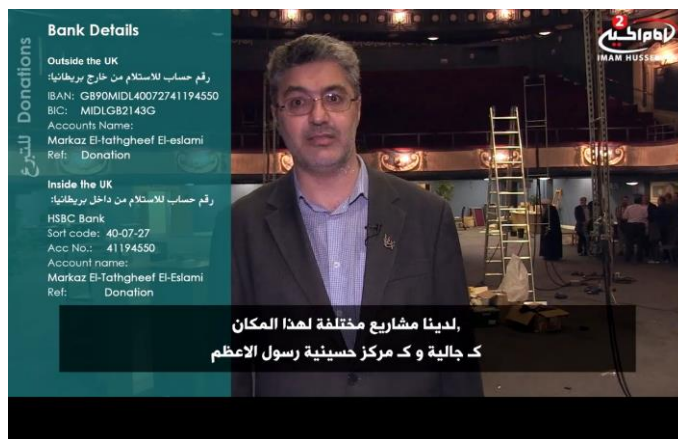 Donations للتبرع
Bank Details
Outside the UK
رقم حساب للاستلام من خارج بريطانيا:
IBAN: GB90MIDL40072741194550
BIC: MIDLGB2143G
Accounts Name:
Markaz El-tathgheef El-eslami
Ref: Donation
Inside the UK
رقم حساب للاستلام من داخل بريطانيا:
HSBC Bank
Sort code: 40-07-27
Acc No.: 41194550
Account name:
Markaz El-Tathgheef El-Eslami
Ref: Donation
2
IMAM HUSSE
لدينا مشاريع مختلفة لهذا المكان,
كـ جالية و كـ مركز حسينية رسول الاعظم